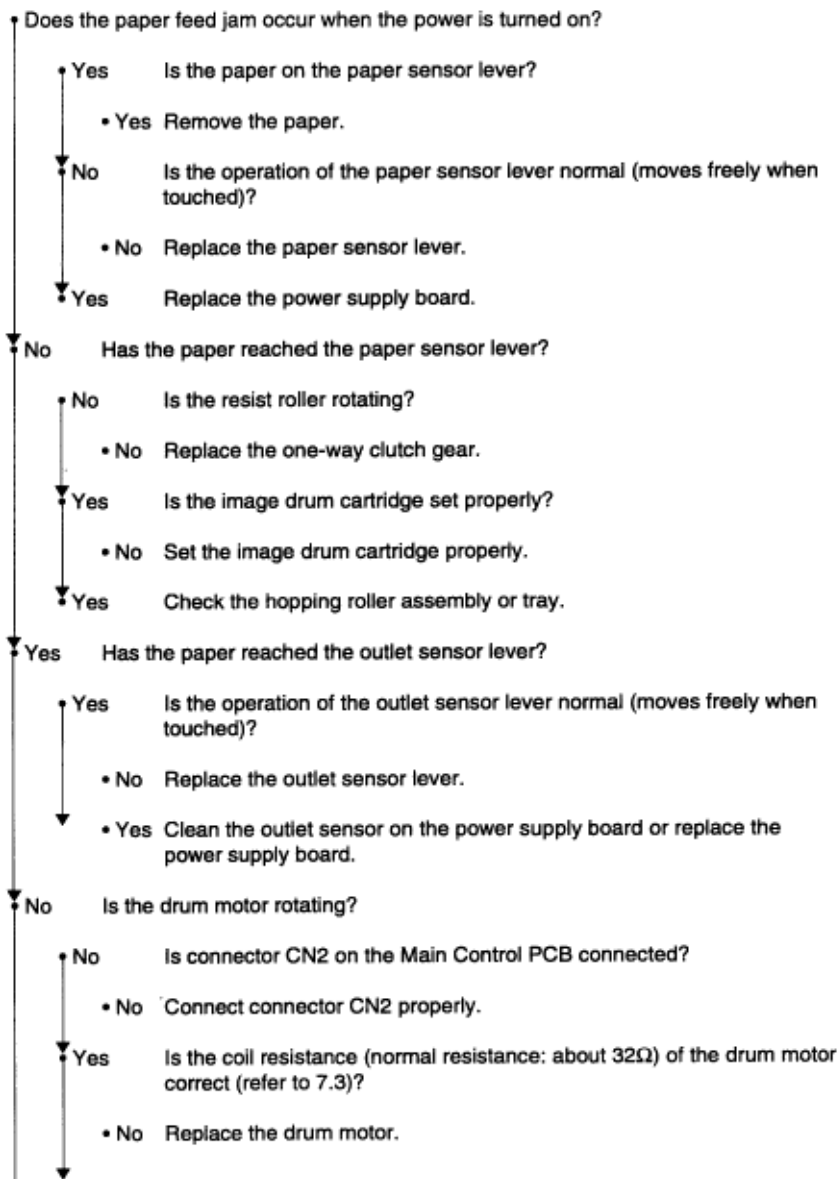 • Does the paper feed jam occur when the power is turned on?
• Yes Is the paper on the paper sensor lever?
• Yes Remove the paper.
• No Is the operation of the paper sensor lever normal (moves freely when
touched)?
• No Replace the paper sensor lever.
• Yes Replace the power supply board.
• No Has the paper reached the paper sensor lever?
• No Is the resist roller rotating?
• No Replace the one-way clutch gear.
• Yes Is the image drum cartridge set properly?
• No Set the image drum cartridge properly.
• Yes Check the hopping roller assembly or tray.
• Yes Has the paper reached the outlet sensor lever?
• Yes Is the operation of the outlet sensor lever normal (moves freely when
touched)?
• No Replace the outlet sensor lever.
• Yes Clean the outlet sensor on the power supply board or replace the
power supply board.
• No Is the drum motor rotating?
• No Is connector CN2 on the Main Control PCB connected?
• No Connect connector CN2 properly.
• Yes Is the coil resistance (normal resistance: about 32Ω) of the drum motor
correct (refer to 7.3)?
• No Replace the drum motor.